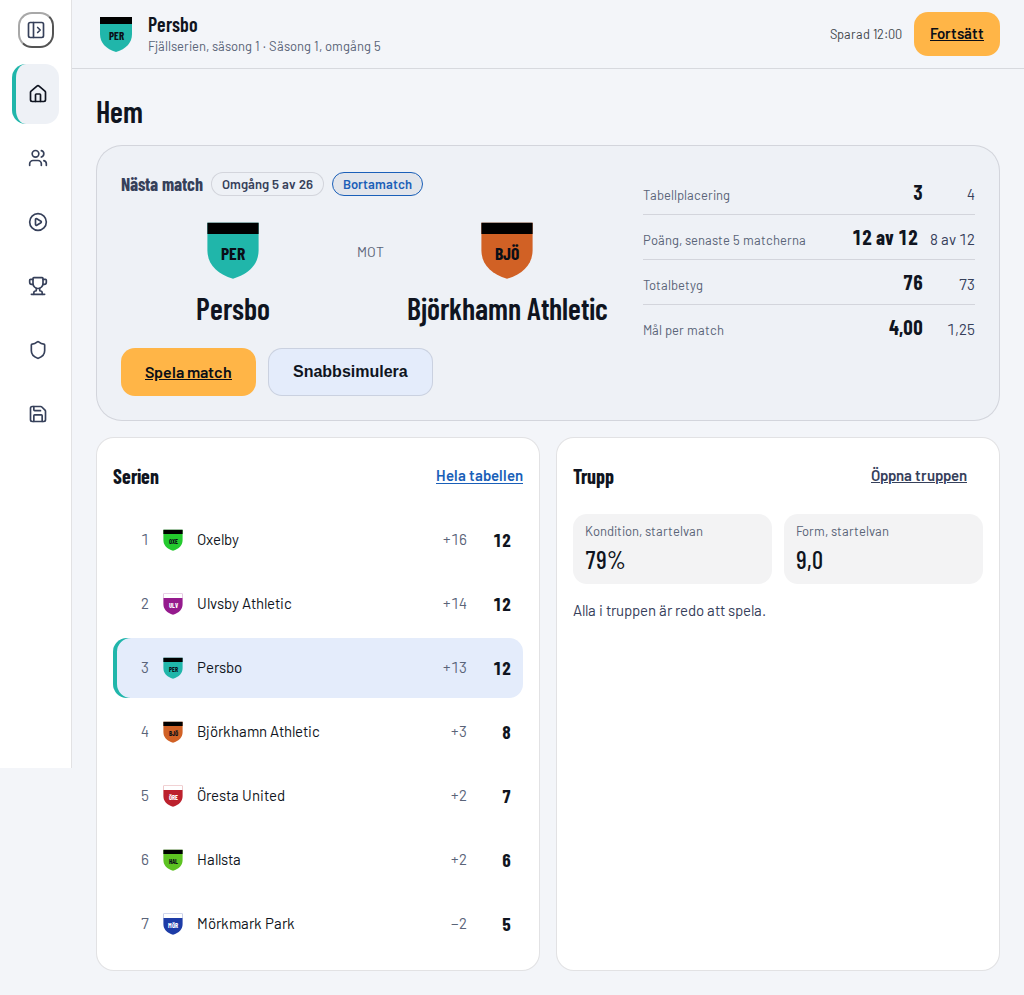 PER
Persbo
Fjällserien, säsong 1 · Säsong 1, omgång 5
Sparad 12:00
Fortsätt
Hem
Nästa match
Omgång 5 av 26
Bortamatch
PER
MOT
BJÖ
Persbo
Björkhamn Athletic
Spela match
Snabbsimulera
Tabellplacering 3 4
Poäng, senaste 5 matcherna 12 av 12 8 av 12
Totalbetyg 76 73
Mål per match 4,00 1,25
Serien
Hela tabellen
1 OXE Oxelby +16 12
2 ULV Ulvsby Athletic +14 12
3 PER Persbo +13 12
4 BJÖ Björkhamn Athletic +3 8
5 ÖRE Öresta United +2 7
6 HAL Hallsta +2 6
7 MÖR Mörkmark Park −2 5
Trupp
Öppna truppen
Kondition, startelvan
79%
Form, startelvan
9,0
Alla i truppen är redo att spela.